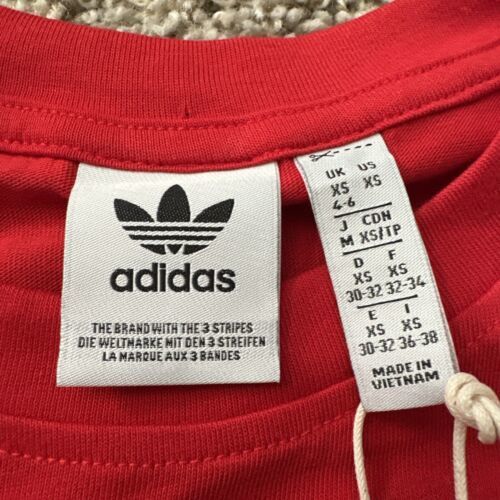 adidas
THE BRAND WITH THE 3 STRIPES
DIE WELTMARKE MIT DEN 3 STREIFEN
LA MARQUE AUX 3 BANDES
UK US
XS XS
4-6
J CDN
M XS/TP
D F
XS XS
30-32 32-34
E I
XS XS
30-32 36-38
MADE IN
VIETNAM